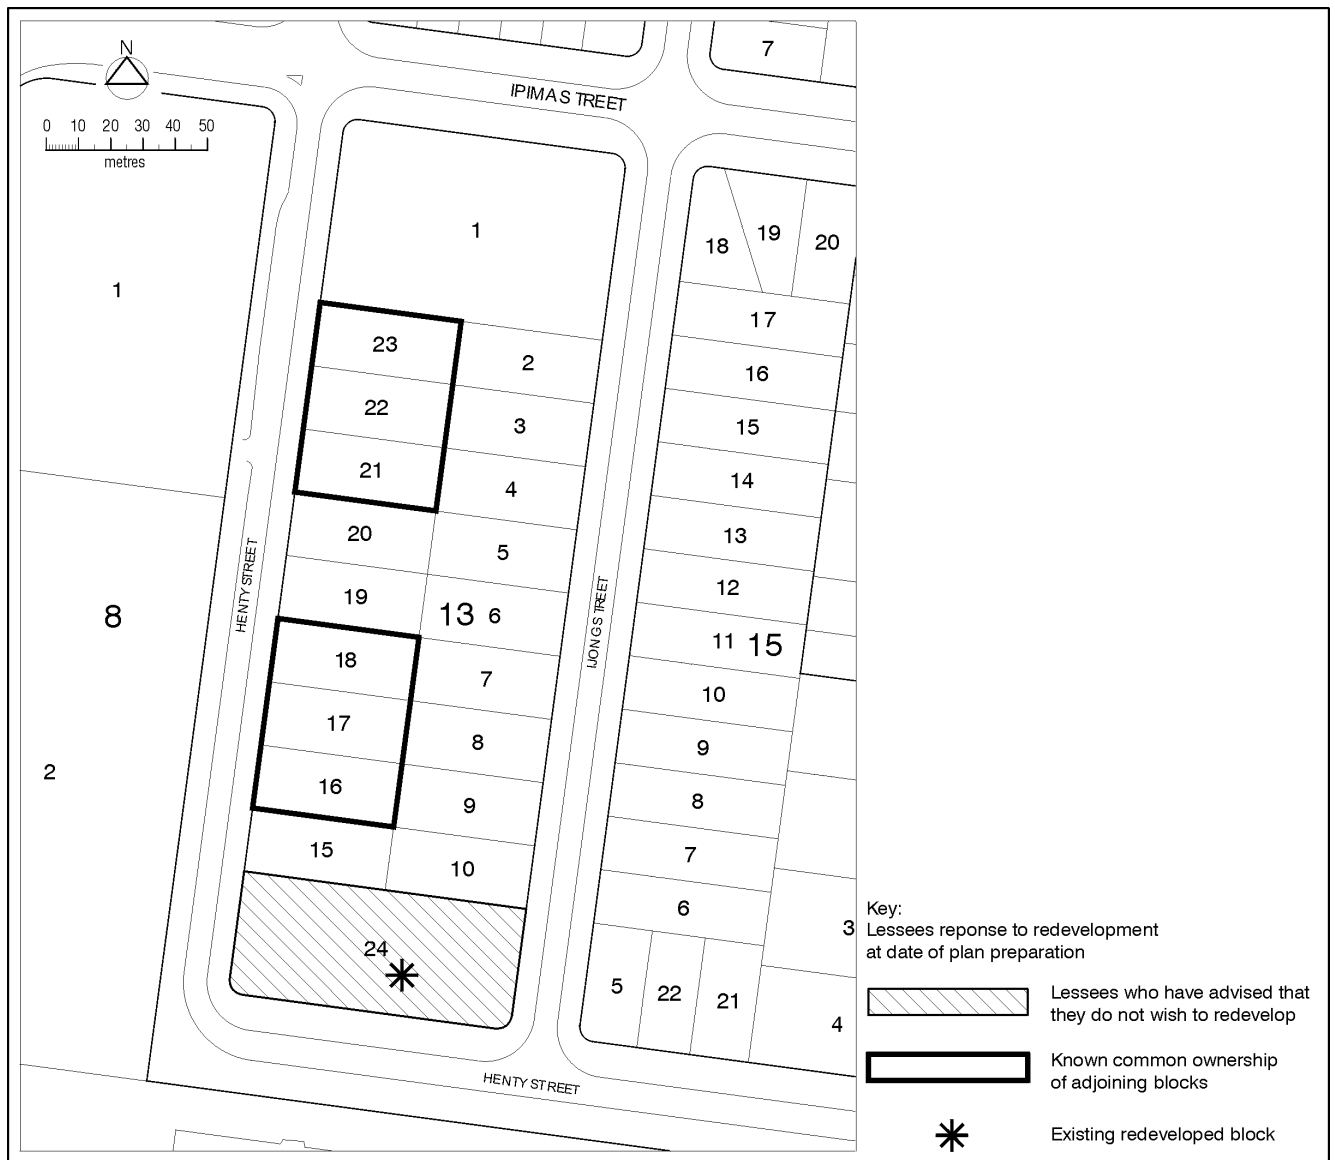 7
N
IPIMA S TREET
0 10 20 30 40 50
metres
1
18 19 20
1
17
23
2
16
22
3
15
21
4
14
20
5
13
19
13 6
12
HENTY STREET
IJONG STREET
8
11 15
18
7
10
17
8
9
2
16
9
8
15
10
7
6
24
3
5 22 21
4
HENTY STREET
Key:
Lessees reponse to redevelopment
at date of plan preparation
Lessees who have advised that
they do not wish to redevelop
Known common ownership
of adjoining blocks
Existing redeveloped block